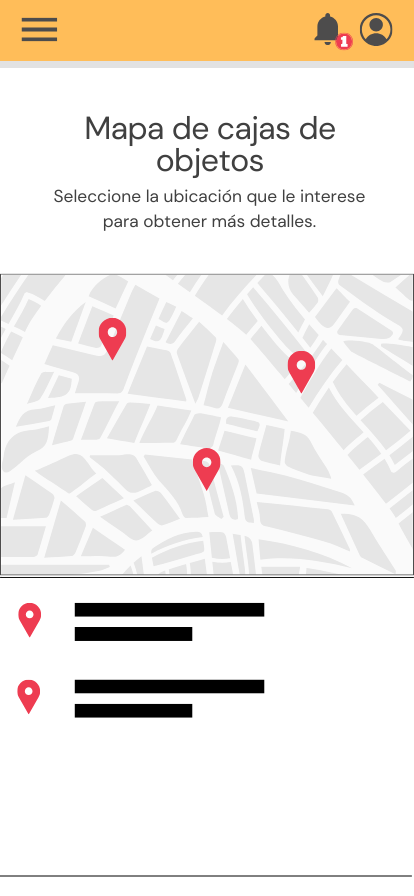 1
Mapa de cajas de
objetos
Seleccione la ubicación que le interese
para obtener más detalles.